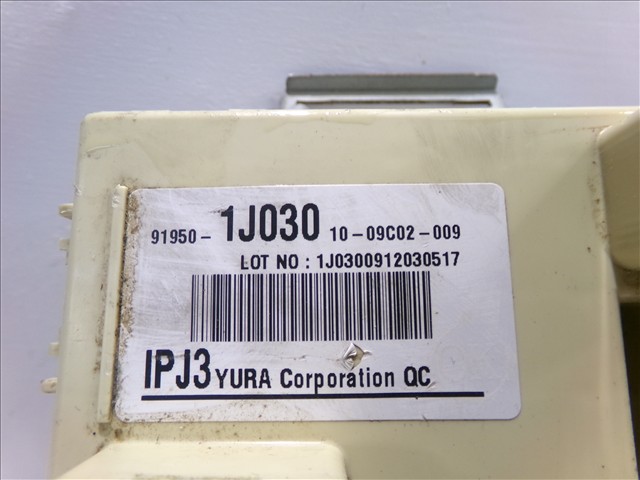 91950- 1J030 10-09C02-009
LOT NO : 1J0300912030517
IPJ3 YURA Corporation QC